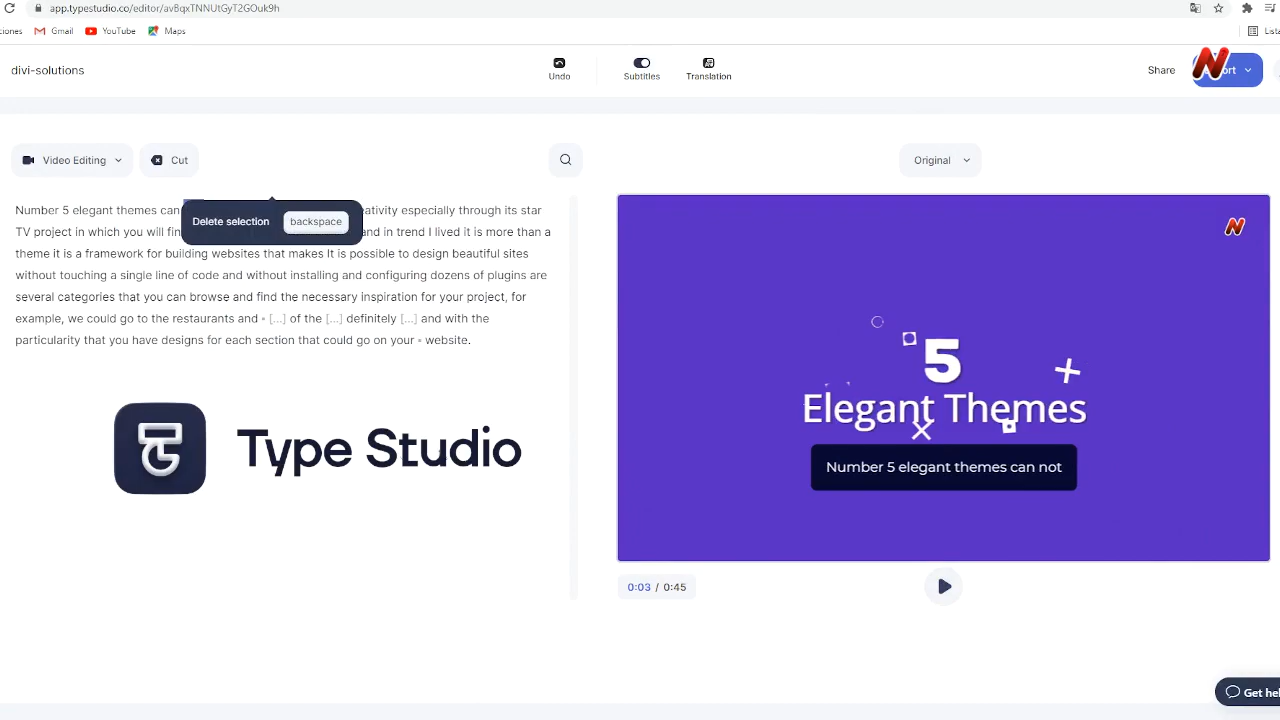 app.typestudio.co/editor/avBqxTNNUtGyT2GOuk9h
ciones Gmail YouTube Maps Lista
divi-solutions Undo Subtitles Translation Share ort
Video Editing Cut Original
Number 5 elegant themes can ativity especially through its star
Delete selection backspace
TV project in which you will fin and in trend I lived it is more than a
theme it is a framework for building websites that makes It is possible to design beautiful sites
without touching a single line of code and without installing and configuring dozens of plugins are
several categories that you can browse and find the necessary inspiration for your project, for
example, we could go to the restaurants and • [...] of the [...] definitely [...] and with the
particularity that you have designs for each section that could go on your • website.
Type Studio
N
N
5
Elegant Themes
Number 5 elegant themes can not
0:03 / 0:45
Get hel